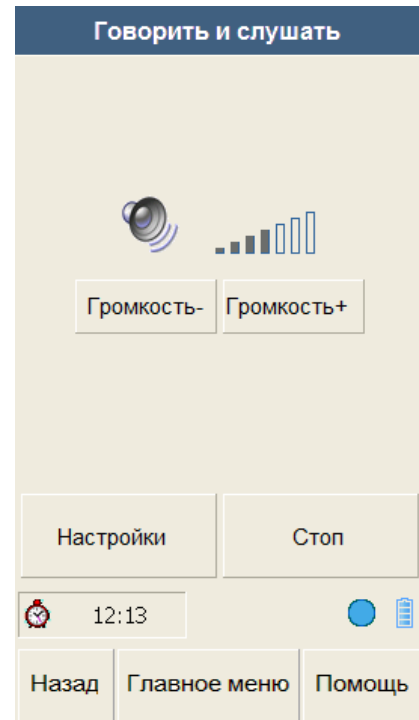 Говорить и слушать
Громкость- Громкость+
Настройки Стоп
12:13
Назад Главное меню Помощь